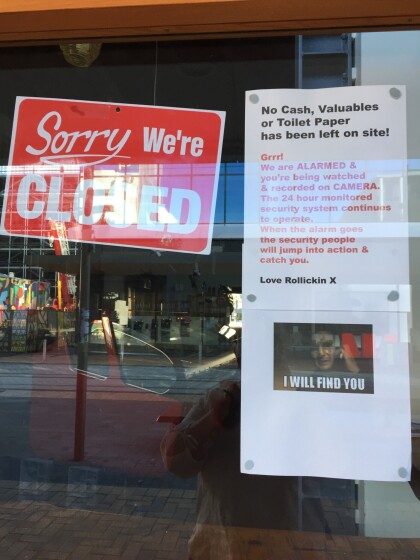 Sorry We're
CLOSED
No Cash, Valuables
or Toilet Paper
has been left on site!
Grrr!
We are ALARMED &
you're being watched
& recorded on CAMERA.
The 24 hour monitored
security system continues
to operate.
When the alarm goes
the security people
will jump into action &
catch you.
Love Rollickin X
I WILL FIND YOU